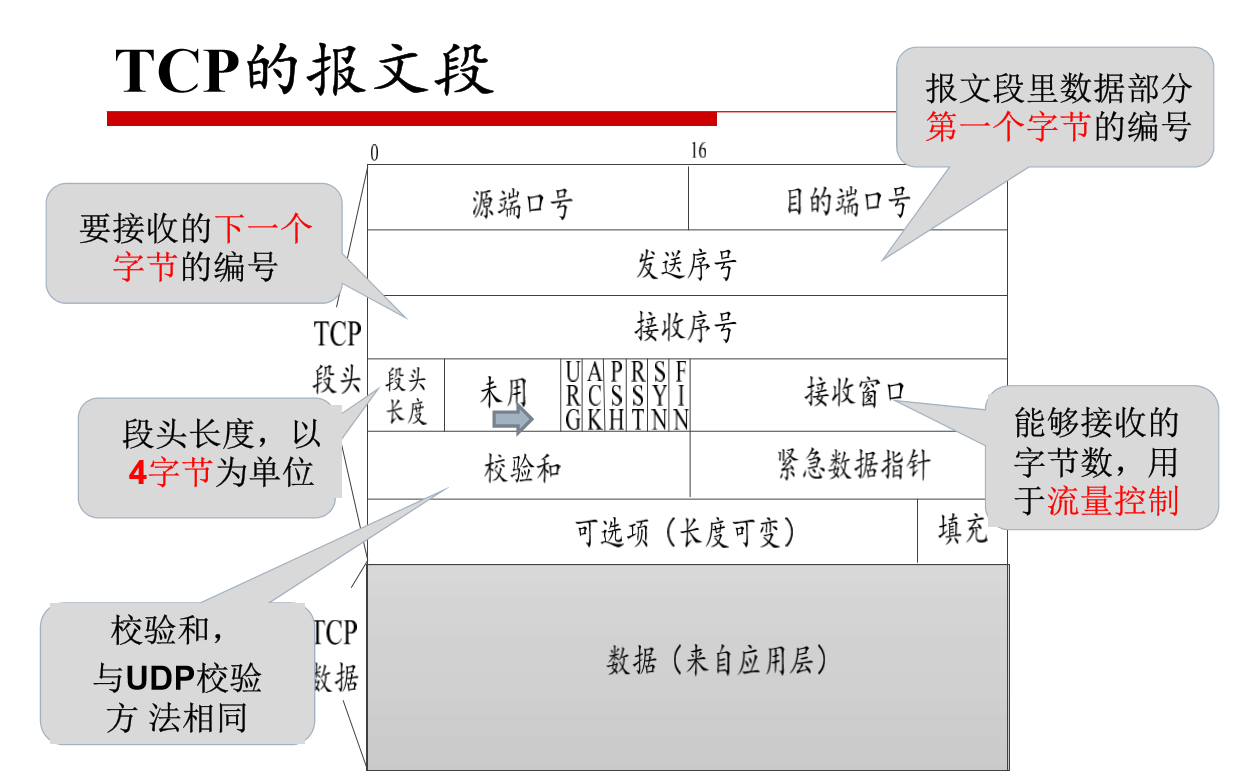 TCP的报文段
报文段里数据部分
第一个字节的编号
0
16
源端口号
目的端口号
要接收的下一个
字节的编号
发送序号
接收序号
TCP
段头
段头
长度
未用
URG
ACK
PSH
RST
SYN
FIN
接收窗口
段头长度，以
4字节为单位
能够接收的
字节数，用
于流量控制
校验和
紧急数据指针
可选项（长度可变）
填充
校验和，
与UDP校验
方 法相同
TCP
数据
数据（来自应用层）